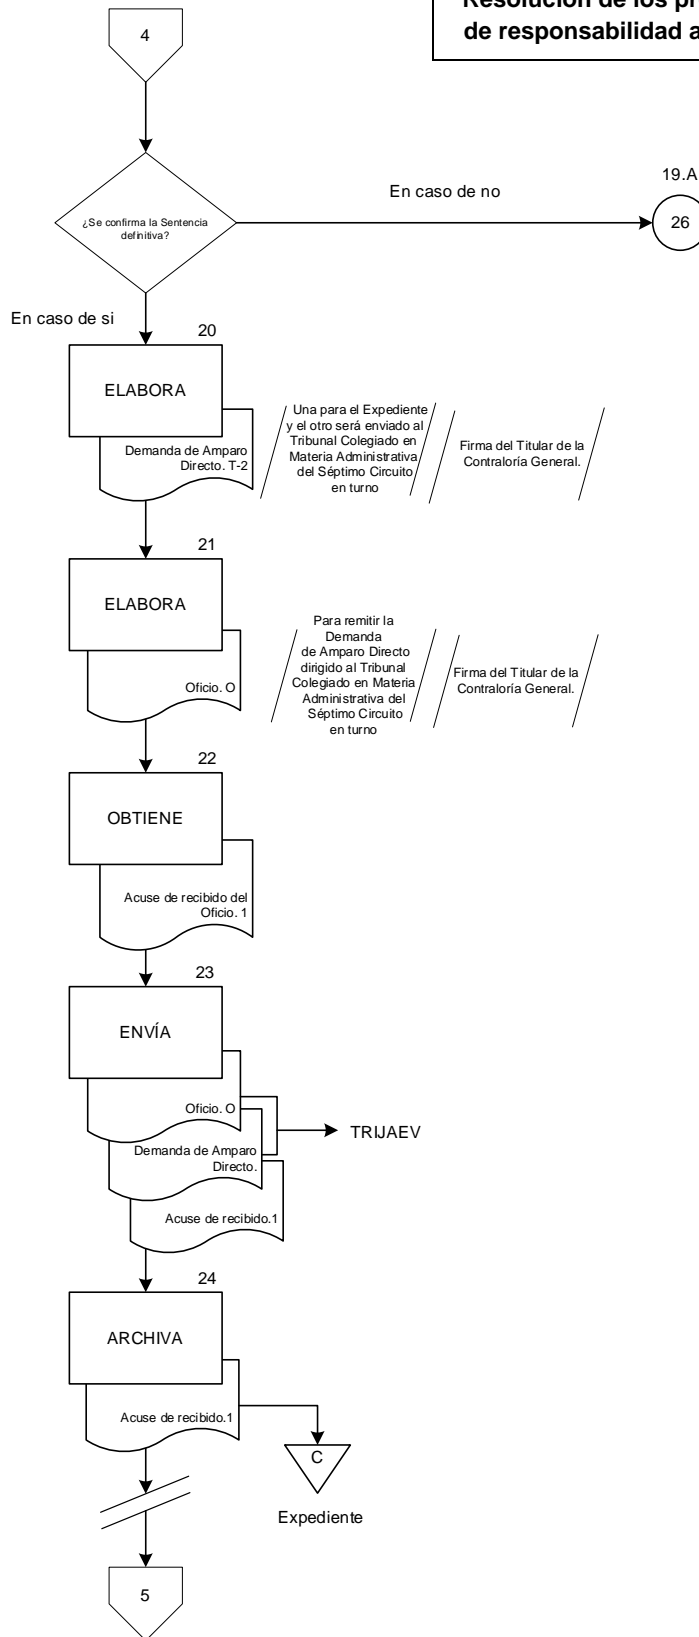 Resolución de los pr
de responsabilidad a
4
19.A
En caso de no
26
¿Se confirma la Sentencia
definitiva?
En caso de si
20
ELABORA
Demanda de Amparo
Directo. T-2
Una para el Expediente
y el otro será enviado al
Tribunal Colegiado en
Materia Administrativa
del Séptimo Circuito
en turno
Firma del Titular de la
Contraloría General.
21
ELABORA
Oficio. O
Para remitir la
Demanda
de Amparo Directo
dirigido al Tribunal
Colegiado en Materia
Administrativa del
Séptimo Circuito
en turno
Firma del Titular de la
Contraloría General.
22
OBTIENE
Acuse de recibido del
Oficio. 1
23
ENVÍA
Oficio. O
Demanda de Amparo
Directo.
Acuse de recibido.1
TRIJAEV
24
ARCHIVA
Acuse de recibido.1
C
Expediente
5